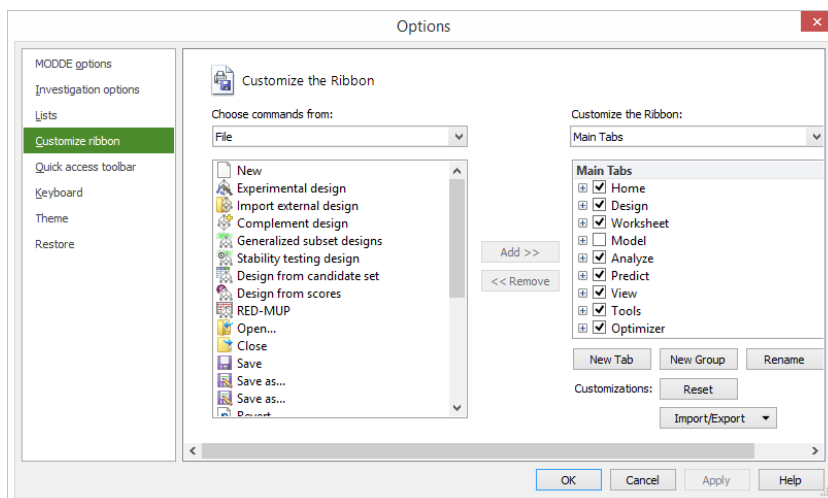 Options
MODDE options
Investigation options
Lists
Customize ribbon
Quick access toolbar
Keyboard
Theme
Restore
Customize the Ribbon
Choose commands from:
File
New
Experimental design
Import external design
Complement design
Generalized subset designs
Stability testing design
Design from candidate set
Design from scores
RED-MUP
Open...
Close
Save
Save as...
Save as...
Revert
Add >>
<< Remove
Customize the Ribbon:
Main Tabs
Main Tabs
Home
Design
Worksheet
Model
Analyze
Predict
View
Tools
Optimizer
New Tab New Group Rename
Customizations: Reset
Import/Export
OK Cancel Apply Help